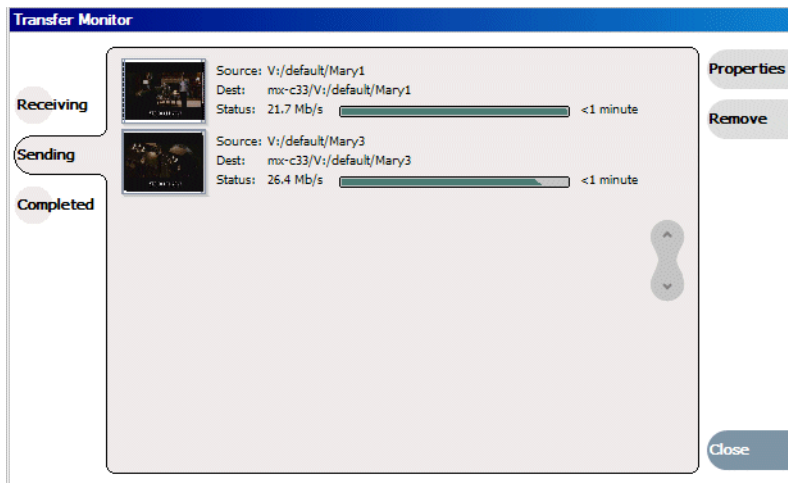 Transfer Monitor
Receiving
Sending
Completed
Source: V:/default/Mary1
Dest: mx-c33/V:/default/Mary1
Status: 21.7 Mb/s <1 minute
Source: V:/default/Mary3
Dest: mx-c33/V:/default/Mary3
Status: 26.4 Mb/s <1 minute
Properties
Remove
Close